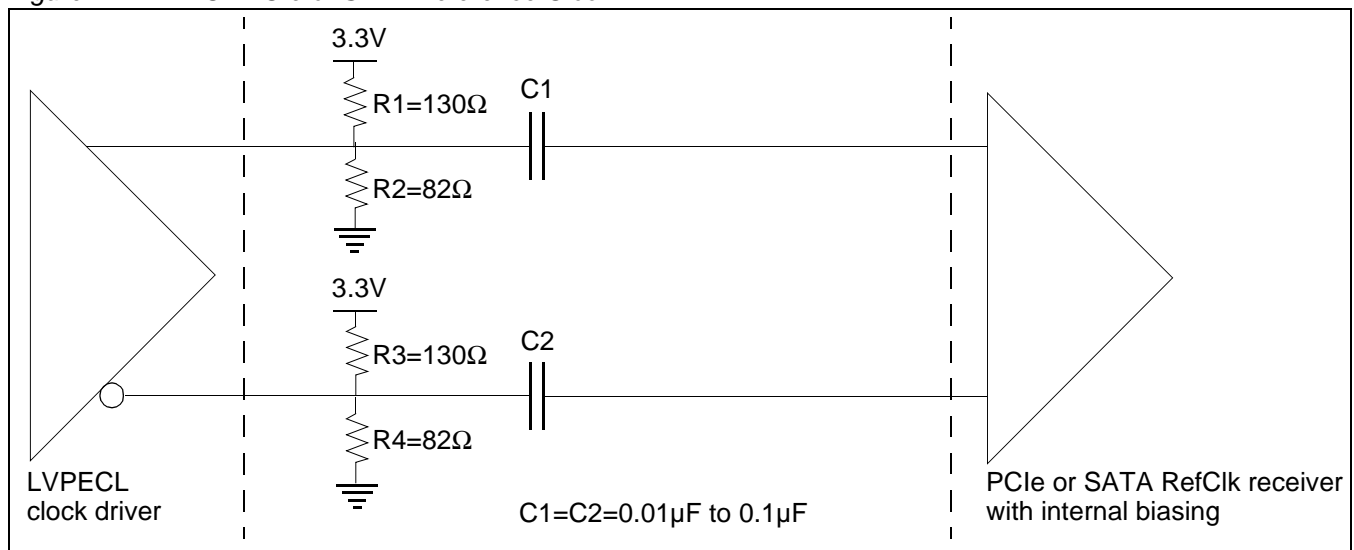 3.3V
R1=130Ω
C1
R2=82Ω
3.3V
R3=130Ω
C2
R4=82Ω
LVPECL
clock driver
C1=C2=0.01µF to 0.1µF
PCIe or SATA RefClk receiver
with internal biasing